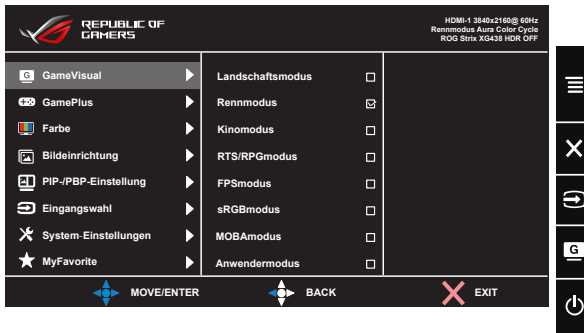 REPUBLIC OF
GAMERS
HDMI-1 3840x2160@ 60Hz
Rennmodus Aura Color Cycle
ROG Strix XG438 HDR OFF
G GameVisual
GamePlus
Farbe
Bildeinrichtung
PIP-/PBP-Einstellung
Eingangswahl
System-Einstellungen
MyFavorite
Landschaftsmodus
Rennmodus
Kinomodus
RTS/RPGmodus
FPSmodus
sRGBmodus
MOBAmodus
Anwendermodus
MOVE/ENTER
BACK
EXIT
G